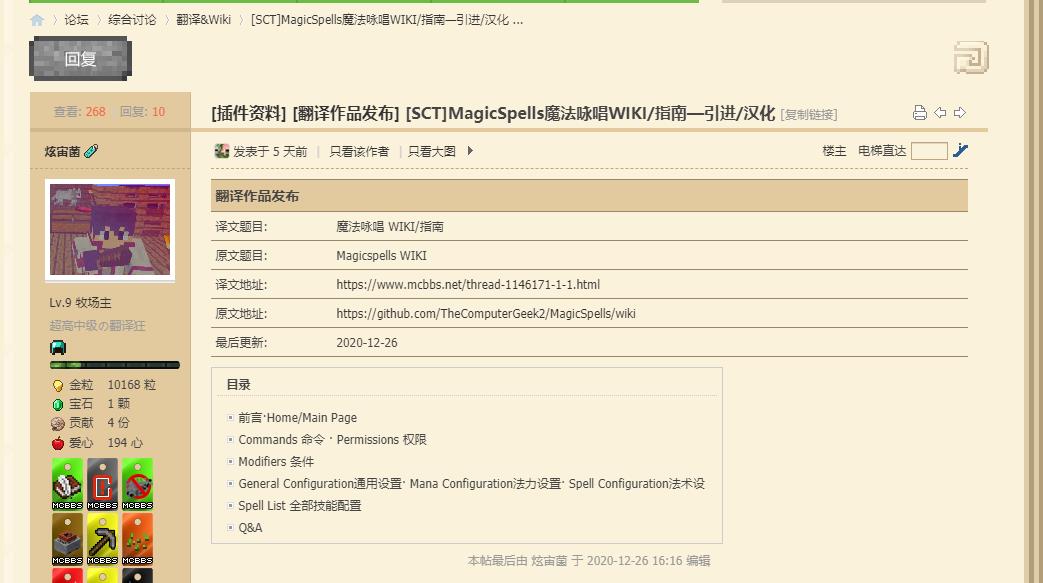 论坛 › 综合讨论 › 翻译&Wiki › [SCT]MagicSpells魔法咏唱WIKI/指南—引进/汉化 ...
回复
查看: 268 回复: 10
[插件资料] [翻译作品发布] [SCT]MagicSpells魔法咏唱WIKI/指南—引进/汉化 [复制链接]
炫宙菌
发表于 5 天前 | 只看该作者 | 只看大图
楼主 电梯直达
翻译作品发布
译文题目: 魔法咏唱 WIKI/指南
原文题目: Magicspells WIKI
译文地址: https://www.mcbbs.net/thread-1146171-1-1.html
原文地址: https://github.com/TheComputerGeek2/MagicSpells/wiki
最后更新: 2020-12-26
Lv.9 牧场主
超高中级の翻译狂
金粒 10168 粒
宝石 1 颗
贡献 4 份
爱心 194 心
MCBBS MCBBS MCBBS
MCBBS MCBBS MCBBS
目录
前言·Home/Main Page
Commands 命令 · Permissions 权限
Modifiers 条件
General Configuration通用设置· Mana Configuration法力设置· Spell Configuration法术设
Spell List 全部技能配置
Q&A
本帖最后由 炫宙菌 于 2020-12-26 16:16 编辑